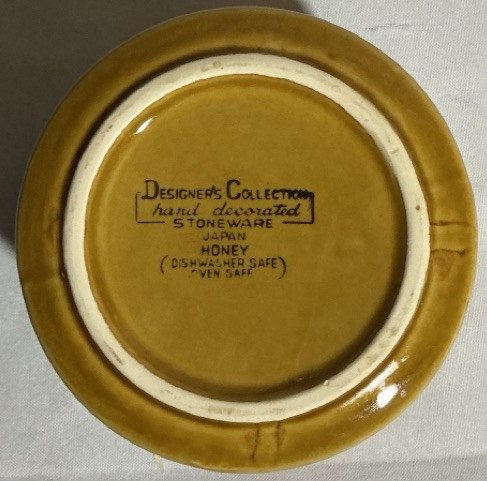 DESIGNER'S COLLECTION
hand decorated
STONEWARE
JAPAN
HONEY
(DISHWASHER SAFE)
OVEN SAFE